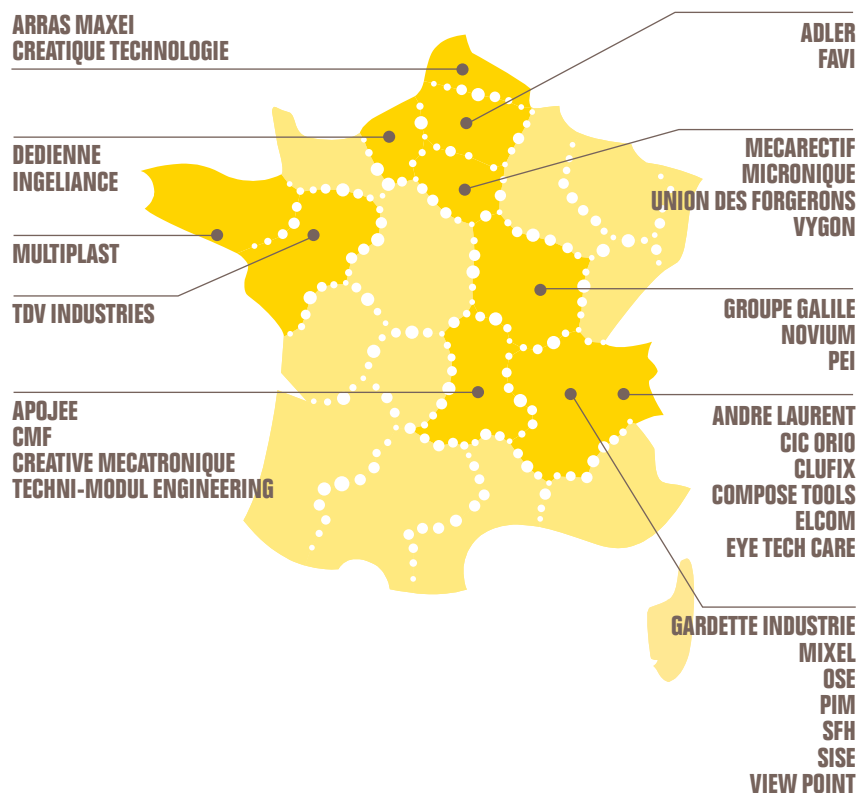 ARRAS MAXEI
CREATIQUE TECHNOLOGIE
ADLER
FAVI
DEDIENNE
INGELIANCE
MECARECTIF
MICRONIQUE
UNION DES FORGERONS
VYGON
MULTIPLAST
TDV INDUSTRIES
GROUPE GALILE
NOVIUM
PEI
APOJEE
CMF
CREATIVE MECATRONIQUE
TECHNI-MODUL ENGINEERING
ANDRE LAURENT
CIC ORIO
CLUFIX
COMPOSE TOOLS
ELCOM
EYE TECH CARE
GARDETTE INDUSTRIE
MIXEL
OSE
PIM
SFH
SISE
VIEW POINT